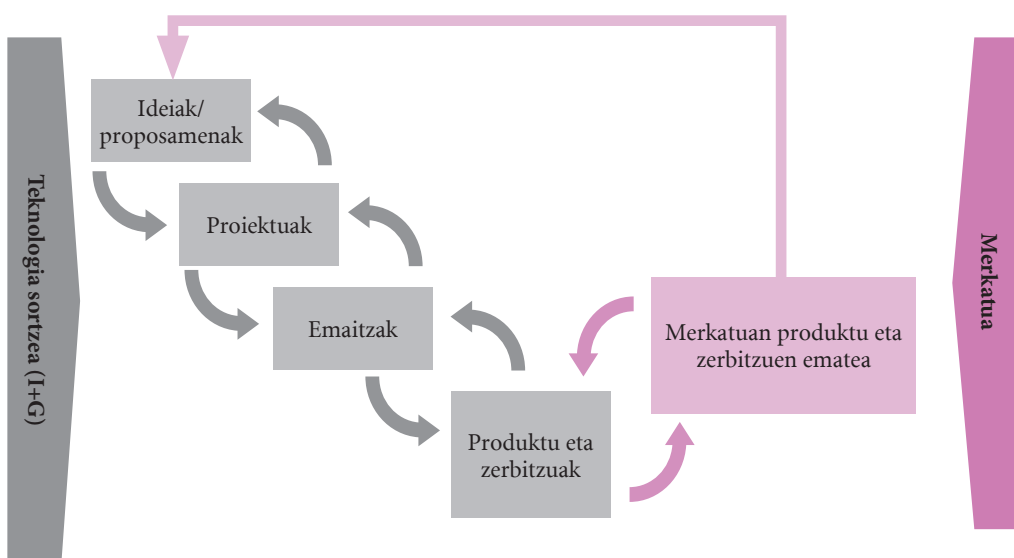 Teknologia sortzea (I+G)
Ideiak/
proposamenak
Proiektuak
Emaitzak
Produktu eta
zerbitzuak
Merkatuan produktu eta
zerbitzuen ematea
Merkatua